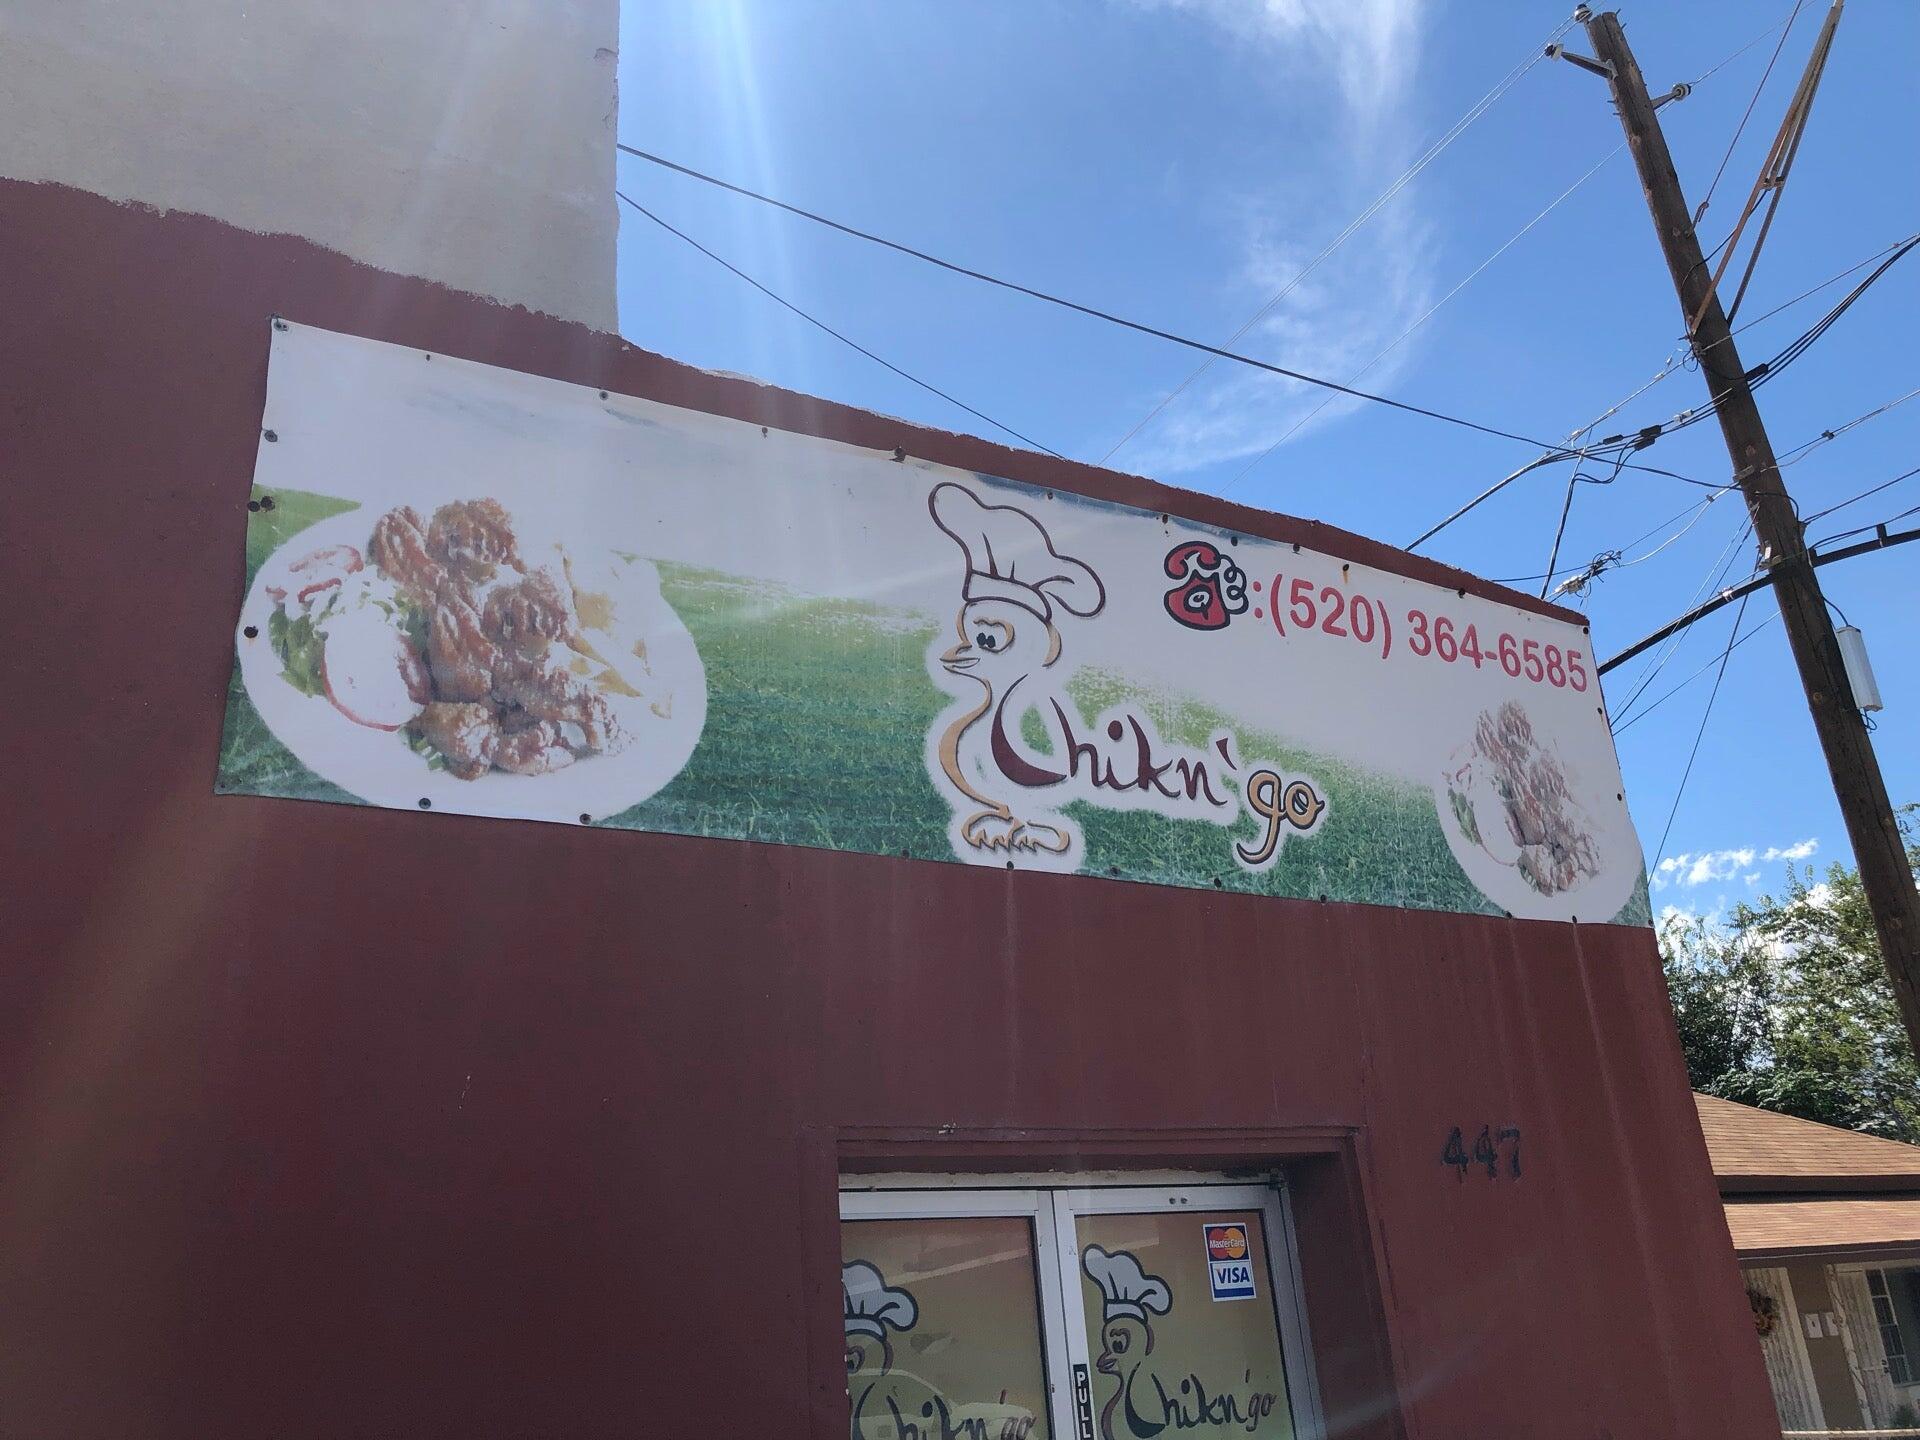 :(520) 364-6585
Chikn'go
447
MasterCard
VISA
PULL
Chikn'go
Chikn'go